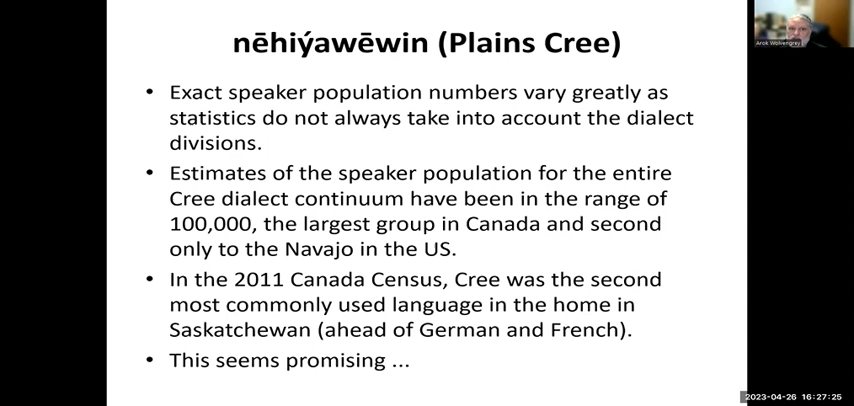 nēhiýawēwin (Plains Cree)
• Exact speaker population numbers vary greatly as
statistics do not always take into account the dialect
divisions.
• Estimates of the speaker population for the entire
Cree dialect continuum have been in the range of
100,000, the largest group in Canada and second
only to the Navajo in the US.
• In the 2011 Canada Census, Cree was the second
most commonly used language in the home in
Saskatchewan (ahead of German and French).
• This seems promising ...
Arok Wolvengrey
2023-04-26 16:27:25